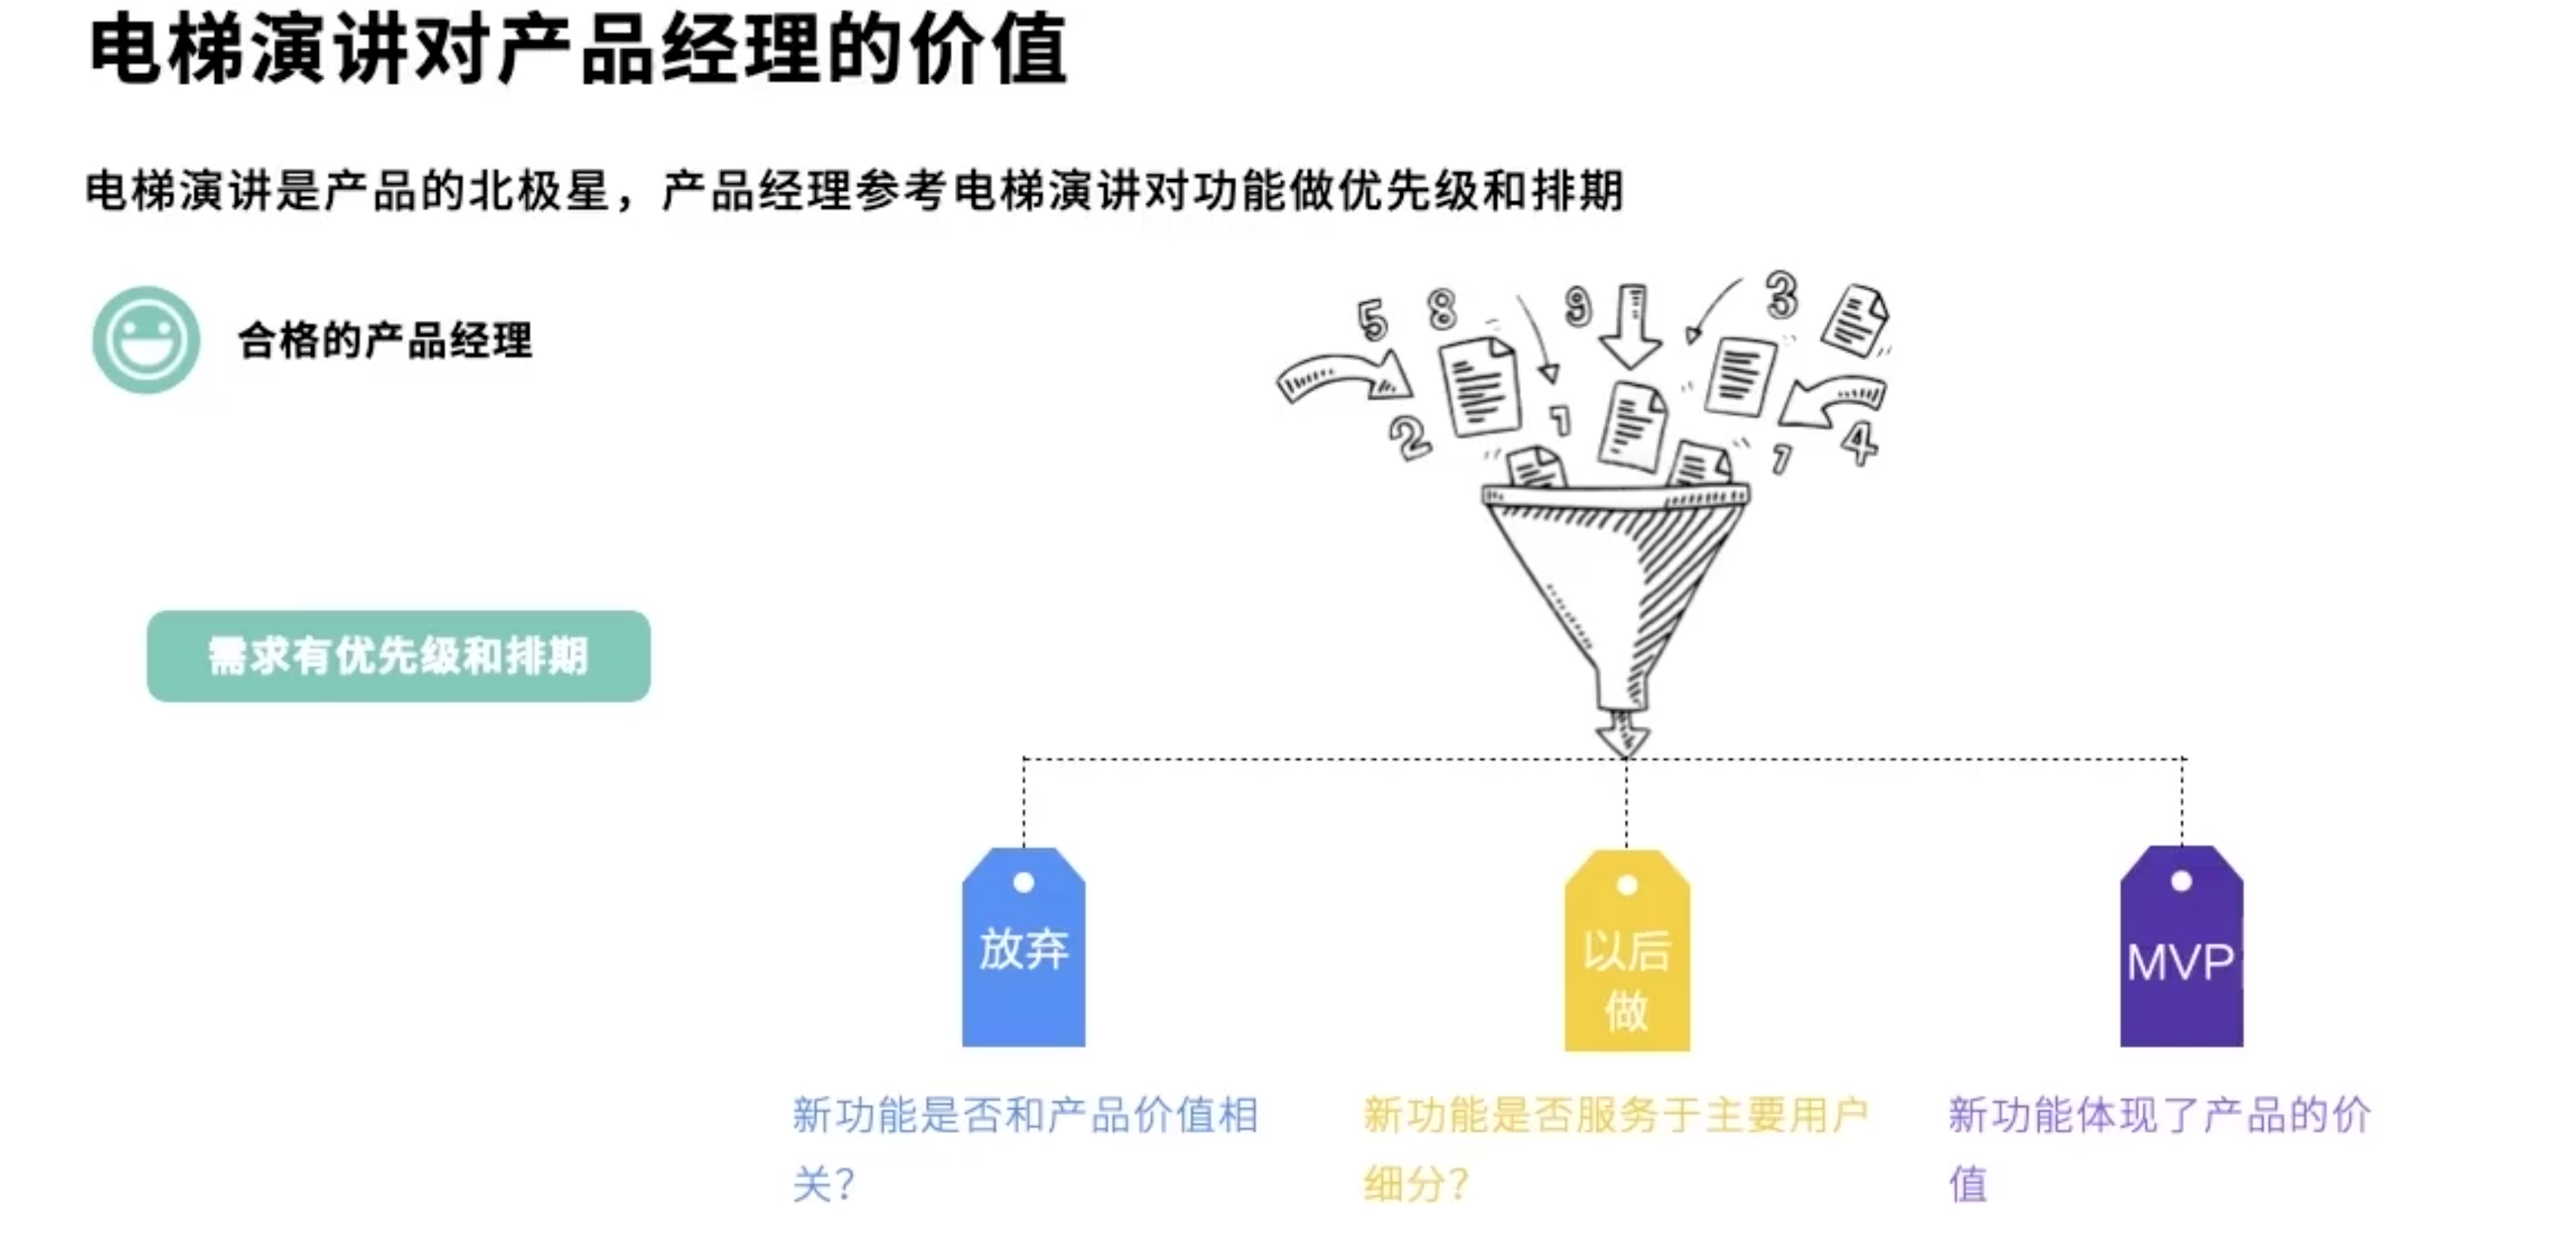 电梯演讲对产品经理的价值
电梯演讲是产品的北极星，产品经理参考电梯演讲对功能做优先级和排期
合格的产品经理
5 8 9 3
2 1 1 4
需求有优先级和排期
放弃
以后
做
MVP
新功能是否和产品价值相
关？
新功能是否服务于主要用户
细分？
新功能体现了产品的价
值